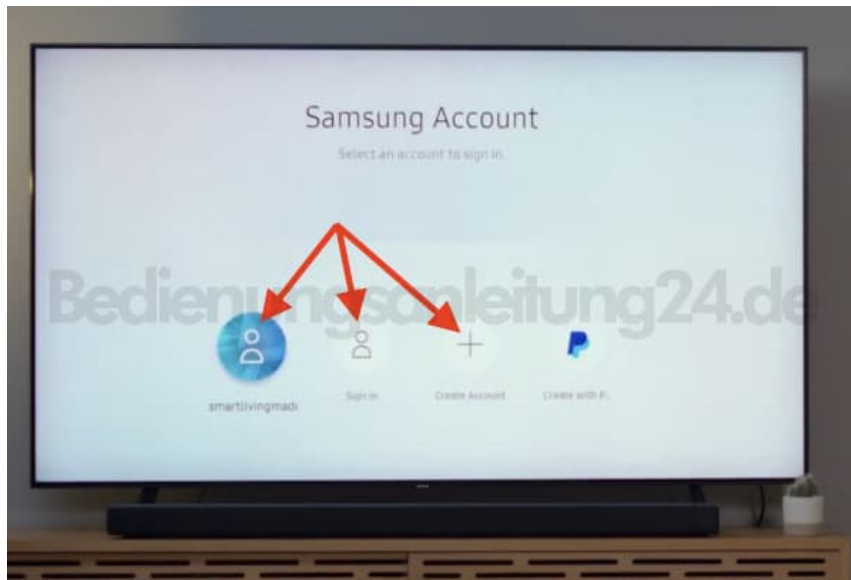 Samsung Account
Select an account to sign in.
Bedienungsanleitung24.de
smartlivingmadi
Sign in
Create Account
Create with P...